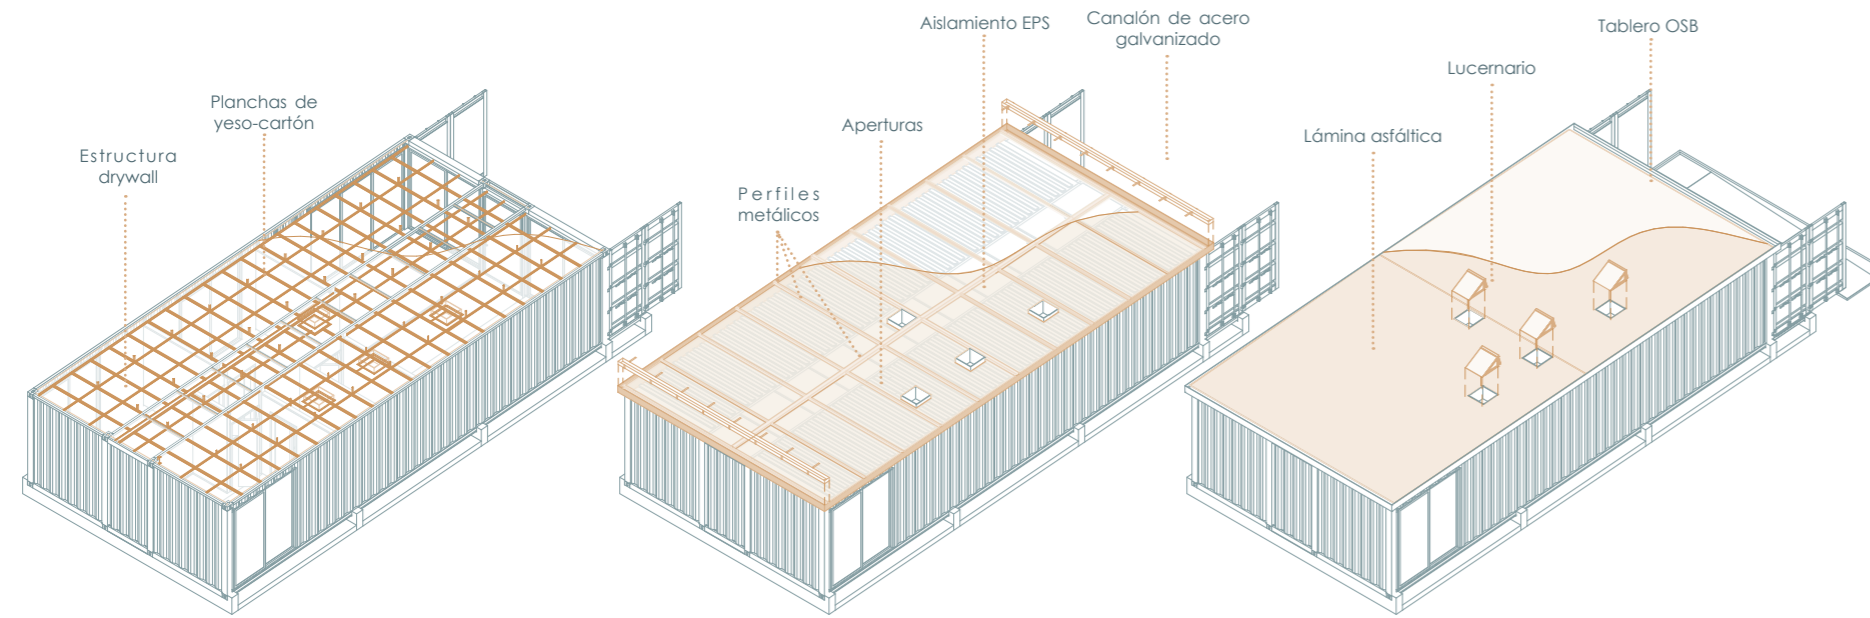 Planchas de
yeso-cartón
Estructura
drywall
Aislamiento EPS
Canalón de acero
galvanizado
Aperturas
Perfiles
metálicos
Tablero OSB
Lucernario
Lámina asfáltica